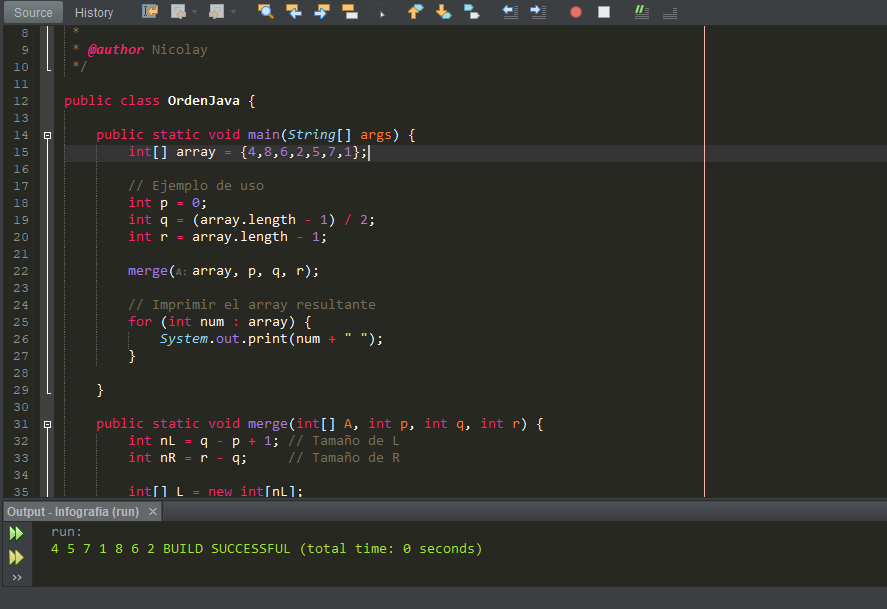 Source History
8 *
9 * @author Nicolay
10 */
11
12 public class OrdenJava {
13
14 public static void main(String[] args) {
15 int[] array = {4,8,6,2,5,7,1};
16
17 // Ejemplo de uso
18 int p = 0;
19 int q = (array.length - 1) / 2;
20 int r = array.length - 1;
21
22 merge(A: array, p, q, r);
23
24 // Imprimir el array resultante
25 for (int num : array) {
26 System.out.print(num + " ");
27 }
28
29 }
30
31 public static void merge(int[] A, int p, int q, int r) {
32 int nL = q - p + 1; // Tamaño de L
33 int nR = r - q; // Tamaño de R
34
35 int[] L = new int[nL];
Output - Infografia (run) ×
run:
4 5 7 1 8 6 2 BUILD SUCCESSFUL (total time: 0 seconds)